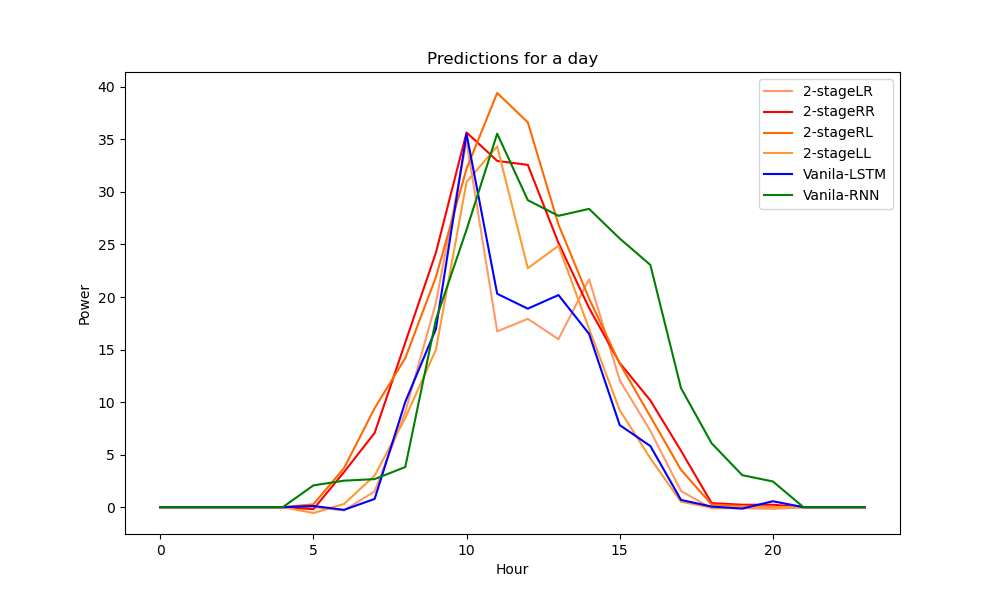 Predictions for a day
40
35
30
25
20
15
10
5
0
Power
0 5 10 15 20
Hour
2-stageLR
2-stageRR
2-stageRL
2-stageLL
Vanila-LSTM
Vanila-RNN